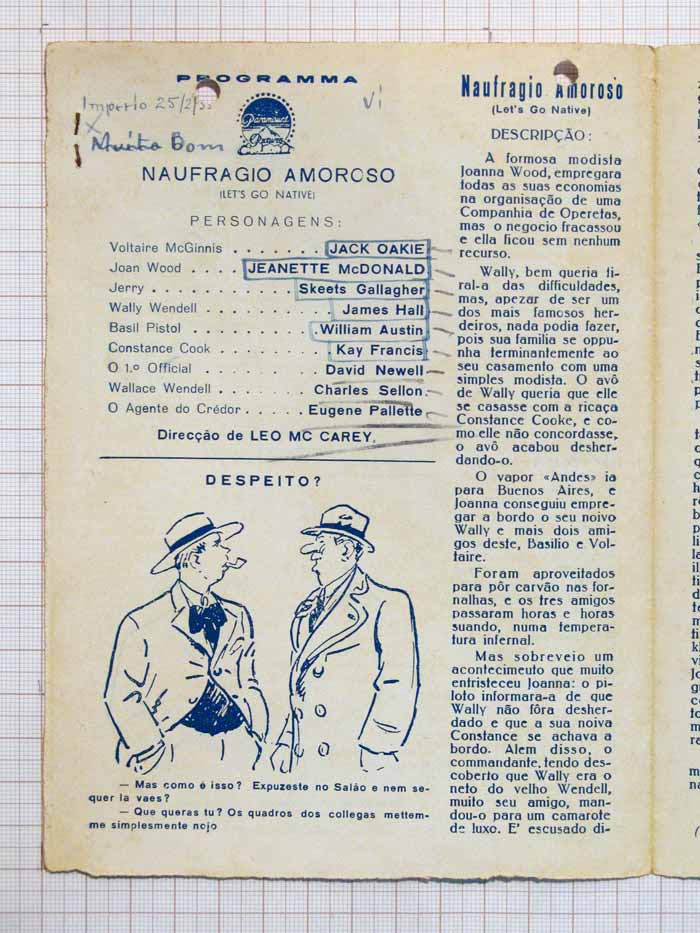 PROGRAMMA
Imperio 25/2/35
Vi
x Muito Bom
Paramount
Pictures
NAUFRAGIO AMOROSO
(LET'S GO NATIVE)
PERSONAGENS:
Voltaire McGinnis . . . . . . . JACK OAKIE
Joan Wood . . . . JEANETTE McDONALD
Jerry . . . . . . . . . . . Skeets Gallagher
Wally Wendell . . . . . . . . . James Hall
Basil Pistol . . . . . . . . . William Austin
Constance Cook . . . . . . . . Kay Francis
O 1.º Official . . . . . . . . David Newell
Wallace Wendell . . . . . . Charles Sellon
O Agente do Crédor . . . . . Eugene Pallette
Direcção de LEO MC CAREY.
DESPEITO?
— Mas como é isso? Expuzeste no Salão e nem se-
quer la vaes?
— Que queras tu? Os quadros dos collegas mettem-
me simplesmente nojo
Naufragio Amoroso
(Let's Go Native)
DESCRIPÇÃO:
A formosa modista
Joanna Wood, empregara
todas as suas economias
na organisação de uma
Companhia de Operetas,
mas o negocio fracassou
e ella ficou sem nenhum
recurso.
Wally, bem queria ti-
ral-a das difficuldades,
mas, apezar de ser um
dos mais famosos her-
deiros, nada podia fazer,
pois sua familia se oppu-
nha terminantemente ao
seu casamento com uma
simples modista. O avô
de Wally queria que elle
se casasse com a ricaça
Constance Cooke, e co-
mo elle não concordasse,
o avô acabou desher-
dando-o.
O vapor «Andes» ia
para Buenos Aires, e
Joanna conseguiu empre-
gar a bordo o seu noivo
Wally e mais dois ami-
gos deste, Basilio e Vol-
taire.
Foram aproveitados
para pôr carvão nas for-
nalhas, e os tres amigos
passaram horas e horas
suando, numa tempera-
tura infernal.
Mas sobreveio um
acontecimeuto que muito
entristeceu Joanna: o pi-
loto informara-a de que
Wally não fôra desher-
dado e que a sua noiva
Constance se achava a
bordo. Alem disso, o
commandante, tendo des-
coberto que Wally era o
neto do velho Wendell,
muito seu amigo, man-
dou-o para um camarote
de luxo. E' escusado di-